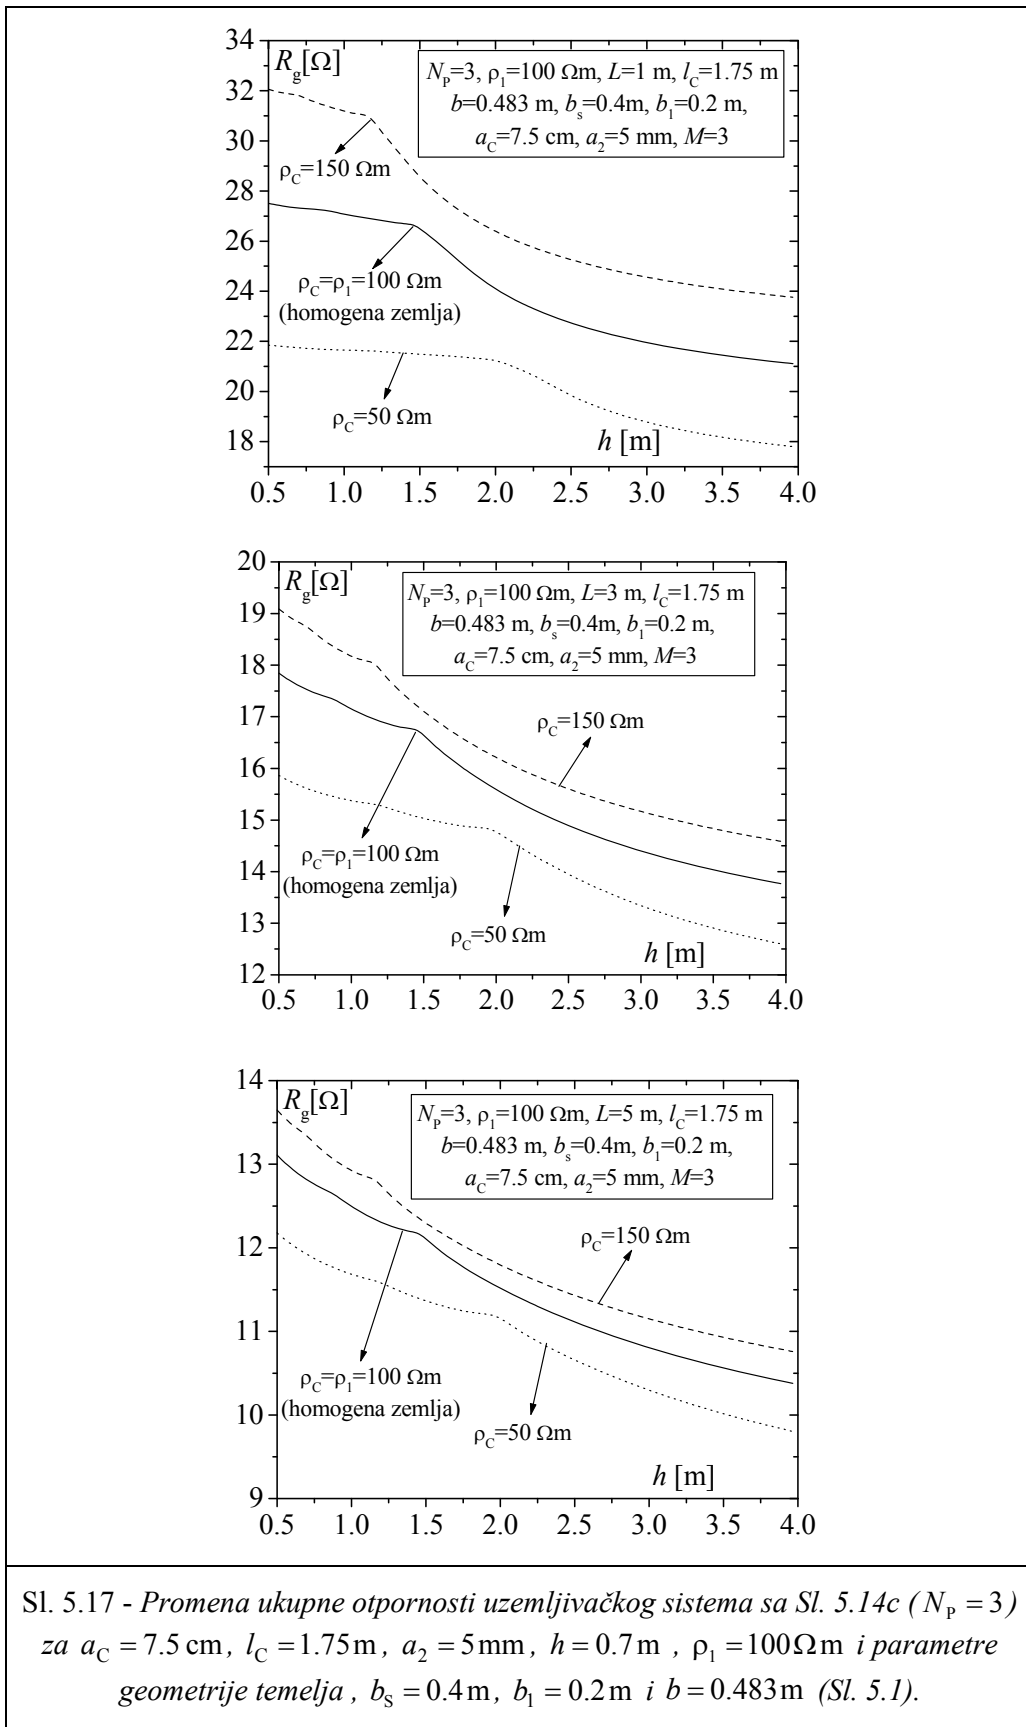 R_g[Ω]
34
32
30
28
26
24
22
20
18
N_P=3, ρ_1=100 Ωm, L=1 m, l_C=1.75 m
b=0.483 m, b_s=0.4m, b_1=0.2 m,
a_C=7.5 cm, a_2=5 mm, M=3
ρ_C=150 Ωm
ρ_C=ρ_1=100 Ωm
(homogena zemlja)
ρ_C=50 Ωm
h [m]
0.5 1.0 1.5 2.0 2.5 3.0 3.5 4.0
R_g[Ω]
20
19
18
17
16
15
14
13
12
N_P=3, ρ_1=100 Ωm, L=3 m, l_C=1.75 m
b=0.483 m, b_s=0.4m, b_1=0.2 m,
a_C=7.5 cm, a_2=5 mm, M=3
ρ_C=150 Ωm
ρ_C=ρ_1=100 Ωm
(homogena zemlja)
ρ_C=50 Ωm
h [m]
0.5 1.0 1.5 2.0 2.5 3.0 3.5 4.0
R_g[Ω]
14
13
12
11
10
9
N_P=3, ρ_1=100 Ωm, L=5 m, l_C=1.75 m
b=0.483 m, b_s=0.4m, b_1=0.2 m,
a_C=7.5 cm, a_2=5 mm, M=3
ρ_C=150 Ωm
ρ_C=ρ_1=100 Ωm
(homogena zemlja)
ρ_C=50 Ωm
h [m]
0.5 1.0 1.5 2.0 2.5 3.0 3.5 4.0
Sl. 5.17 - Promena ukupne otpornosti uzemljivačkog sistema sa Sl. 5.14c (N_P = 3)
za a_C = 7.5 cm, l_C = 1.75 m, a_2 = 5 mm, h = 0.7 m , ρ_1 = 100 Ω m i parametre
geometrije temelja , b_S = 0.4 m, b_1 = 0.2 m i b = 0.483 m (Sl. 5.1).